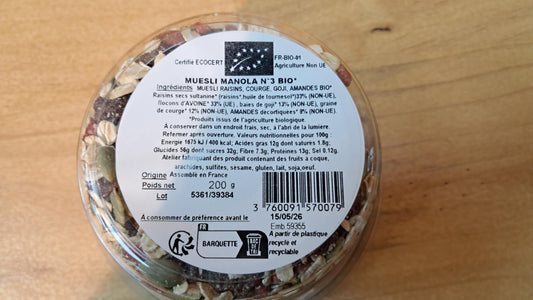 Certifié ECOCERT
FR-BIO-01
Agriculture Non UE
MUESLI MANOLA N°3 BIO*
Ingrédients MUESLI RAISINS, COURGE, GOJI, AMANDES BIO*
Raisins secs sultanine* (raisins*,huile de tournesol*)33% (NON-UE),
flocons d'AVOINE* 33% (UE) , baies de goji* 13% (NON-UE), graine
de courge* 12% (NON-UE), AMANDES décortiquées* 8% (NON-UE).
*Produits issus de l'agriculture biologique.
A conserver dans un endroit frais, sec, à l'abri de la lumière.
Refermer après ouverture. Valeurs nutritionnelles pour 100g :
Energie 1675 kJ / 400 kcal; Acides gras 12g dont saturés 1.8g;
Glucides 56g dont sucres 32g; Fibre 7.3g; Protéines 13g; Sel 0.12g.
Atelier fabriquant des produit contenant des fruits a coque,
arachides, sulfites, sesame, gluten, lait, soja,oeuf.
Origine Assemble en France
Poids net 200 g
Lot 5361/39384
3 760091 570079
A consommer de préférence avant le 15/05/26
Emb 59355
FR
BARQUETTE
BAC
DE
TRI
A partir de plastique
recyclé et
recyclable